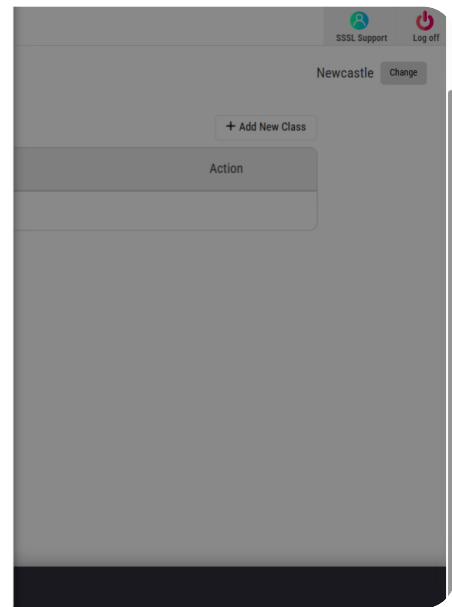 SSSL Support Log off
Newcastle Change
+ Add New Class
Action